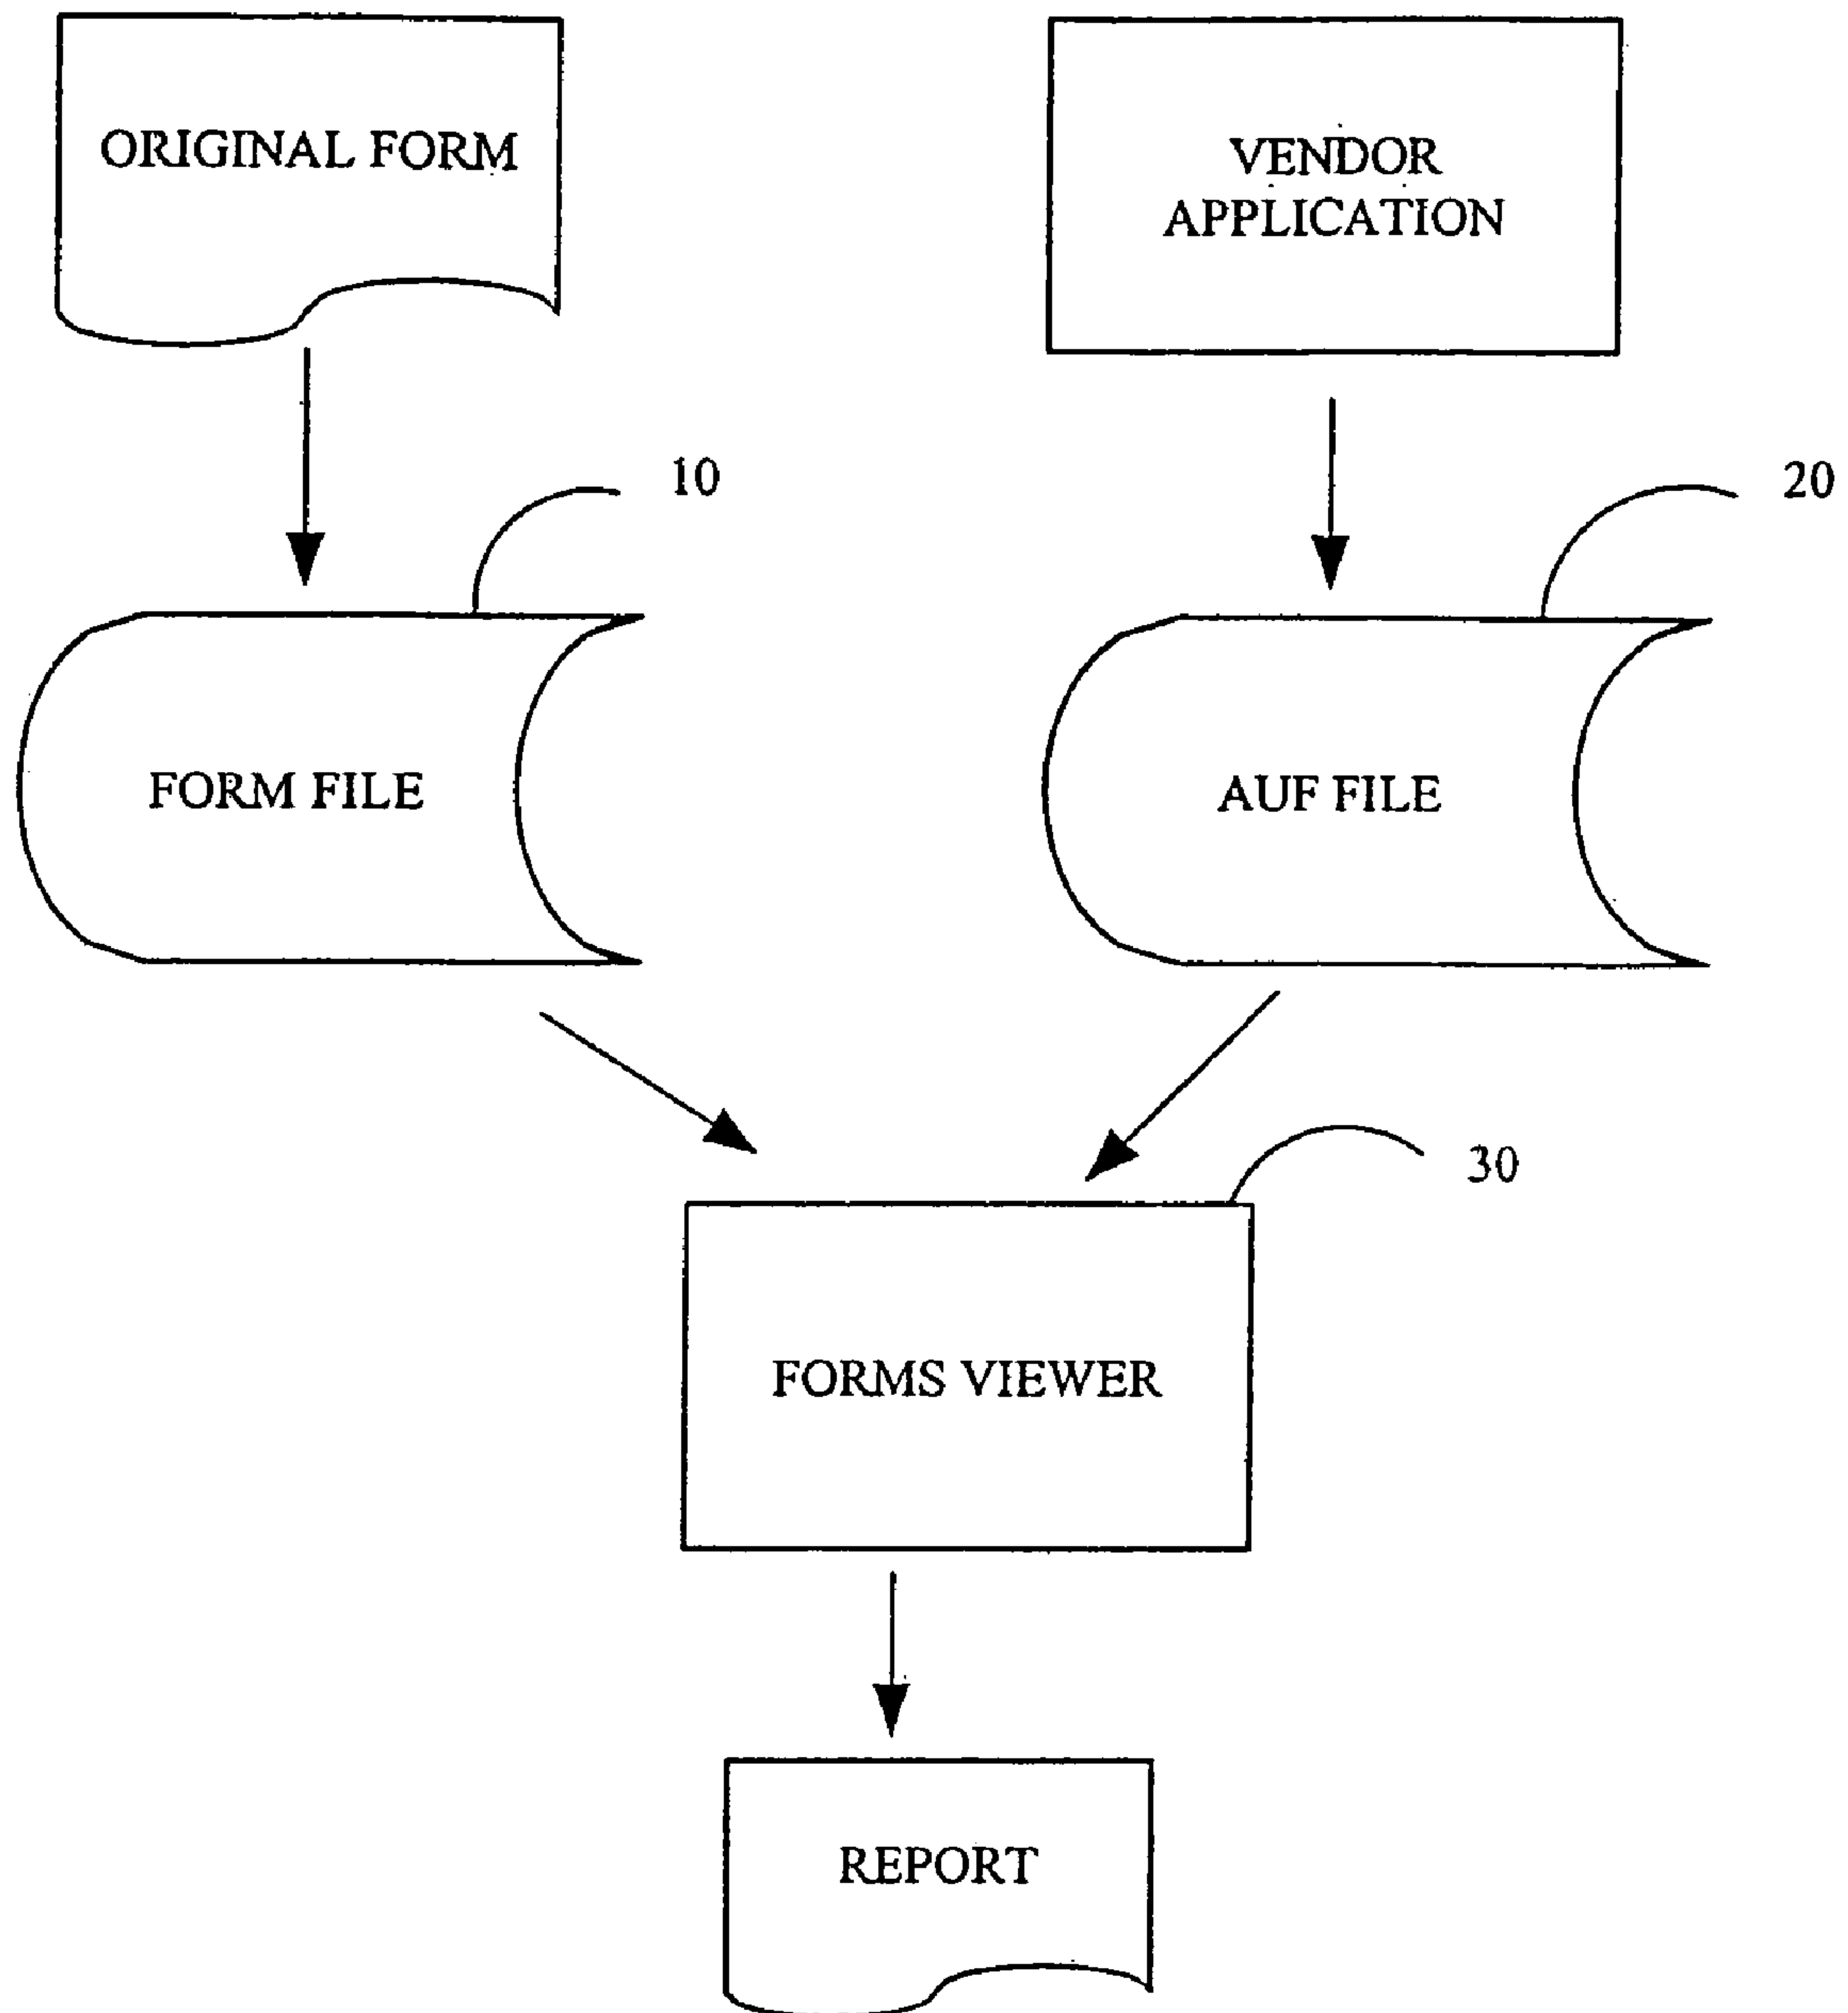 ORIGINAL FORM
VENDOR
APPLICATION
10
20
FORM FILE
AUF FILE
30
FORMS VIEWER
REPORT